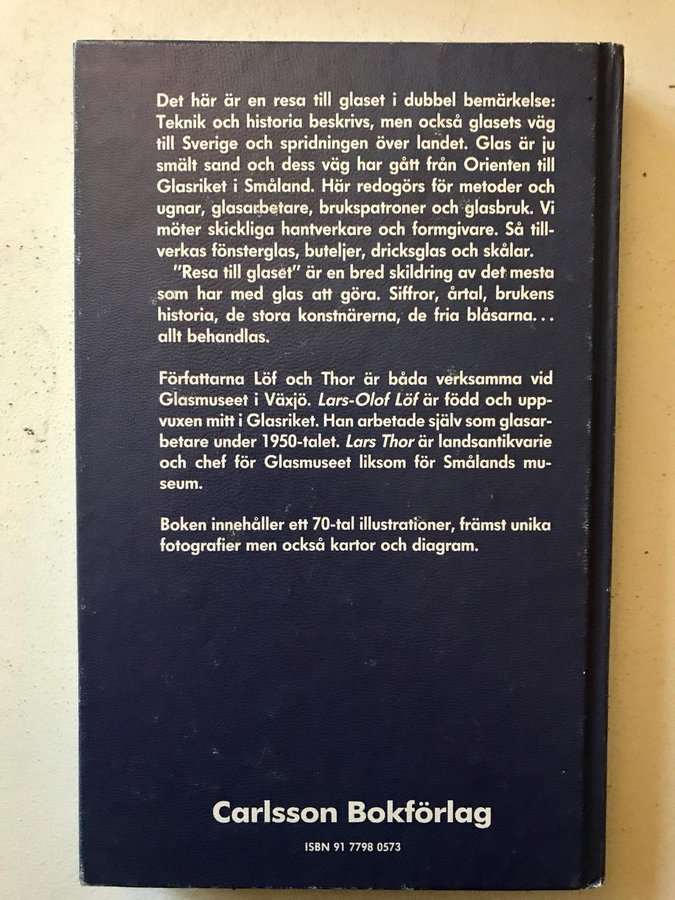 Det här är en resa till glaset i dubbel bemärkelse:
Teknik och historia beskrivs, men också glasets väg
till Sverige och spridningen över landet. Glas är ju
smält sand och dess väg har gått från Orienten till
Glasriket i Småland. Här redogörs för metoder och
ugnar, glasarbetare, brukspatroner och glasbruk. Vi
möter skickliga hantverkare och formgivare. Så till-
verkas fönsterglas, buteljer, dricksglas och skålar.
”Resa till glaset” är en bred skildring av det mesta
som har med glas att göra. Siffror, årtal, brukens
historia, de stora konstnärerna, de fria blåsarna...
allt behandlas.
Författarna Löf och Thor är båda verksamma vid
Glasmuseet i Växjö. Lars-Olof Löf är född och upp-
vuxen mitt i Glasriket. Han arbetade själv som glasar-
betare under 1950-talet. Lars Thor är landsantikvarie
och chef för Glasmuseet liksom för Smålands mu-
seum.
Boken innehåller ett 70-tal illustrationer, främst unika
fotografier men också kartor och diagram.
Carlsson Bokförlag
ISBN 91 7798 0573